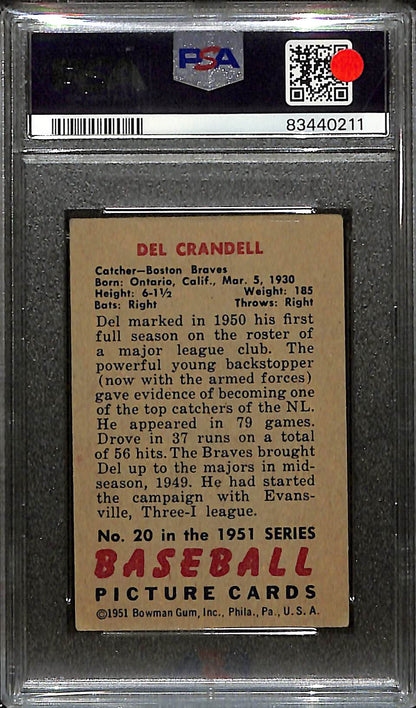 PSA
83440211
DEL CRANDELL
Catcher—Boston Braves
Born: Ontario, Calif., Mar. 5, 1930
Height: 6-1½ Weight: 185
Bats: Right Throws: Right
Del marked in 1950 his first
full season on the roster of
a major league club. The
powerful young backstopper
(now with the armed forces)
gave evidence of becoming one
of the top catchers of the NL.
He appeared in 79 games.
Drove in 37 runs on a total
of 56 hits. The Braves brought
Del up to the majors in mid-
season, 1949. He had started
the campaign with Evans-
ville, Three-I league.
No. 20 in the 1951 SERIES
BASEBALL
PICTURE CARDS
©1951 Bowman Gum, Inc., Phila., Pa., U. S. A.